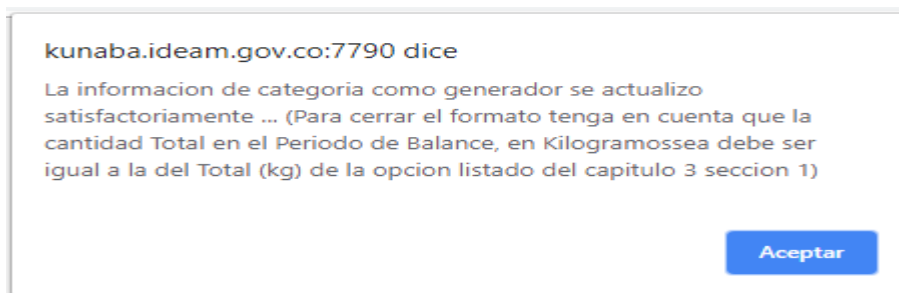 kunaba.ideam.gov.co:7790 dice
La informacion de categoria como generador se actualizo
satisfactoriamente ... (Para cerrar el formato tenga en cuenta que la
cantidad Total en el Periodo de Balance, en Kilogramossea debe ser
igual a la del Total (kg) de la opcion listado del capitulo 3 seccion 1)
Aceptar